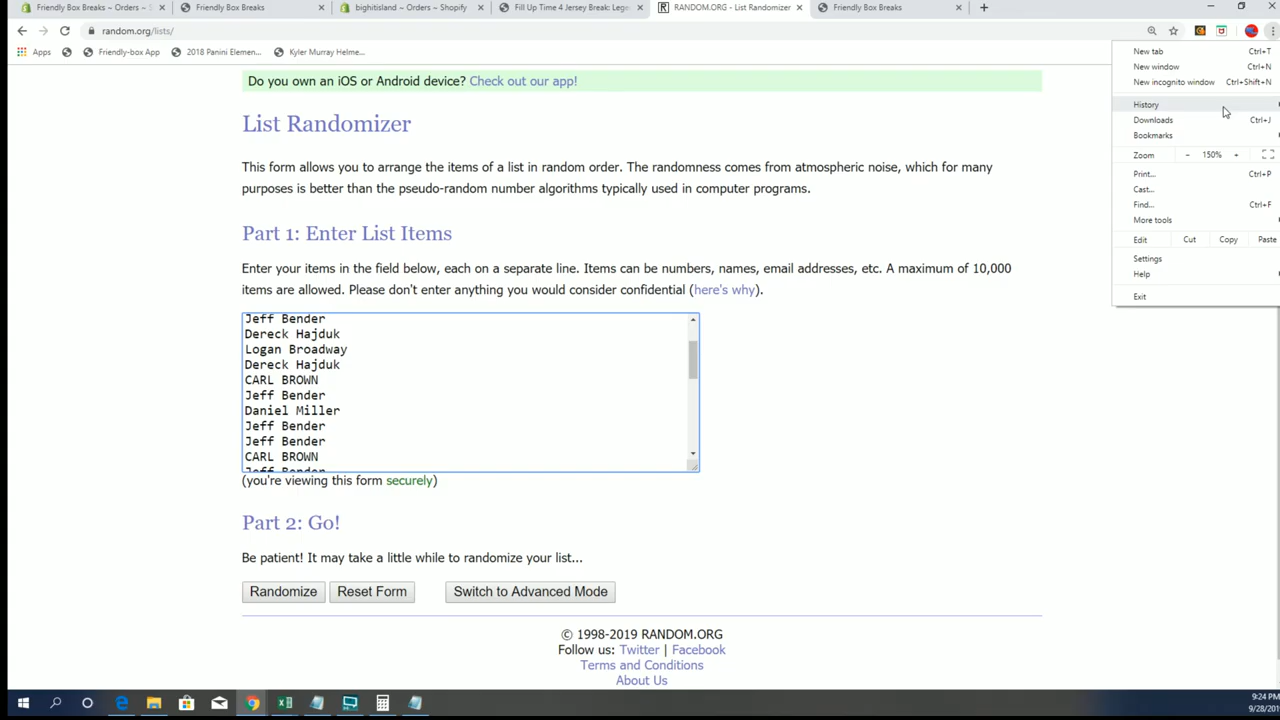 Friendly Box Breaks ~ Orders ~ S
Friendly Box Breaks
bighitisland ~ Orders ~ Shopify
Fill Up Time 4 Jersey Break: Lege
RANDOM.ORG - List Randomizer
Friendly Box Breaks
random.org/lists/
Apps
Friendly-box App
2018 Panini Elemen...
Kyler Murray Helme...
New tab Ctrl+T
New window Ctrl+N
New incognito window Ctrl+Shift+N
History
Downloads Ctrl+J
Bookmarks
Zoom - 150% +
Print... Ctrl+P
Cast...
Find... Ctrl+F
More tools
Edit Cut Copy Paste
Settings
Help
Exit
Do you own an iOS or Android device? Check out our app!
List Randomizer
This form allows you to arrange the items of a list in random order. The randomness comes from atmospheric noise, which for many
purposes is better than the pseudo-random number algorithms typically used in computer programs.
Part 1: Enter List Items
Enter your items in the field below, each on a separate line. Items can be numbers, names, email addresses, etc. A maximum of 10,000
items are allowed. Please don't enter anything you would consider confidential (here's why).
Jeff Bender
Dereck Hajduk
Logan Broadway
Dereck Hajduk
CARL BROWN
Jeff Bender
Daniel Miller
Jeff Bender
Jeff Bender
CARL BROWN
Jeff Bender
(you're viewing this form securely)
Part 2: Go!
Be patient! It may take a little while to randomize your list...
Randomize
Reset Form
Switch to Advanced Mode
© 1998-2019 RANDOM.ORG
Follow us: Twitter | Facebook
Terms and Conditions
About Us
9:24 PM
9/28/201